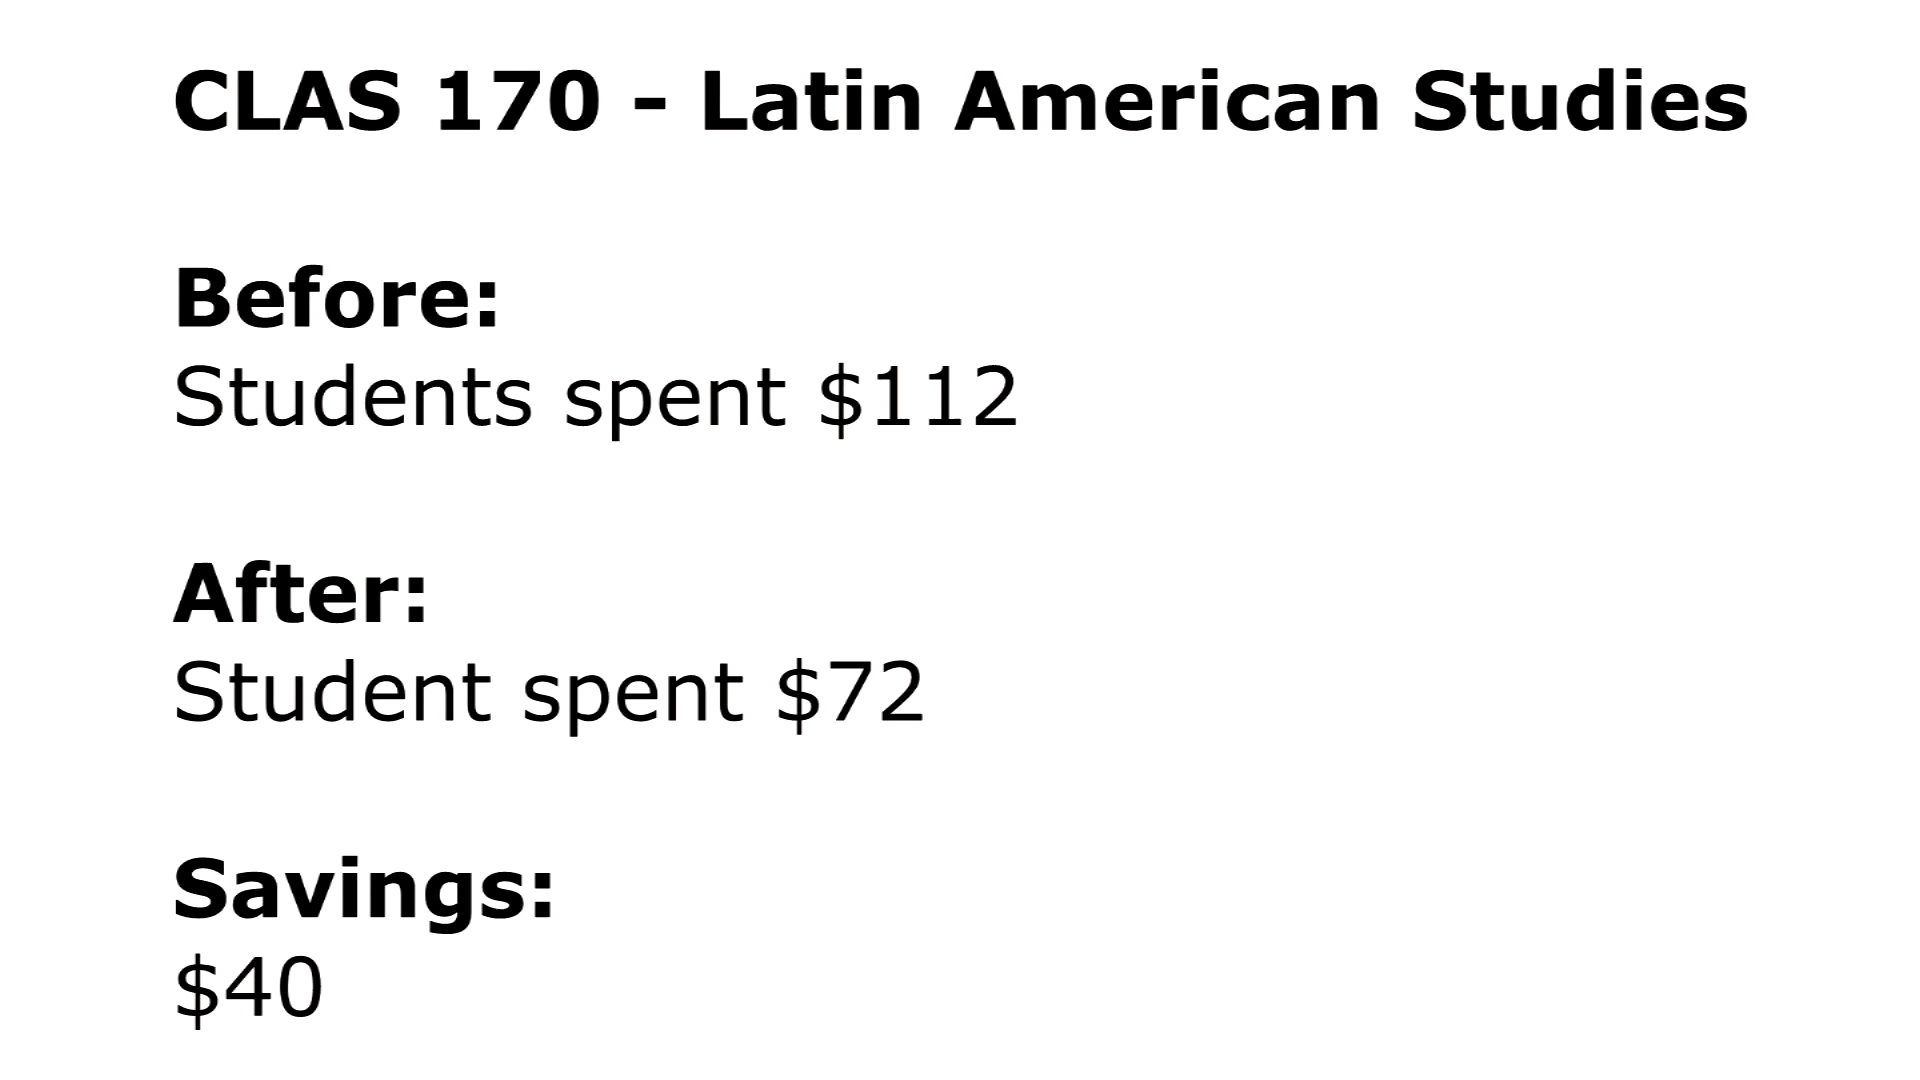 CLAS 170 - Latin American Studies
Before:
Students spent $112
After:
Student spent $72
Savings:
$40